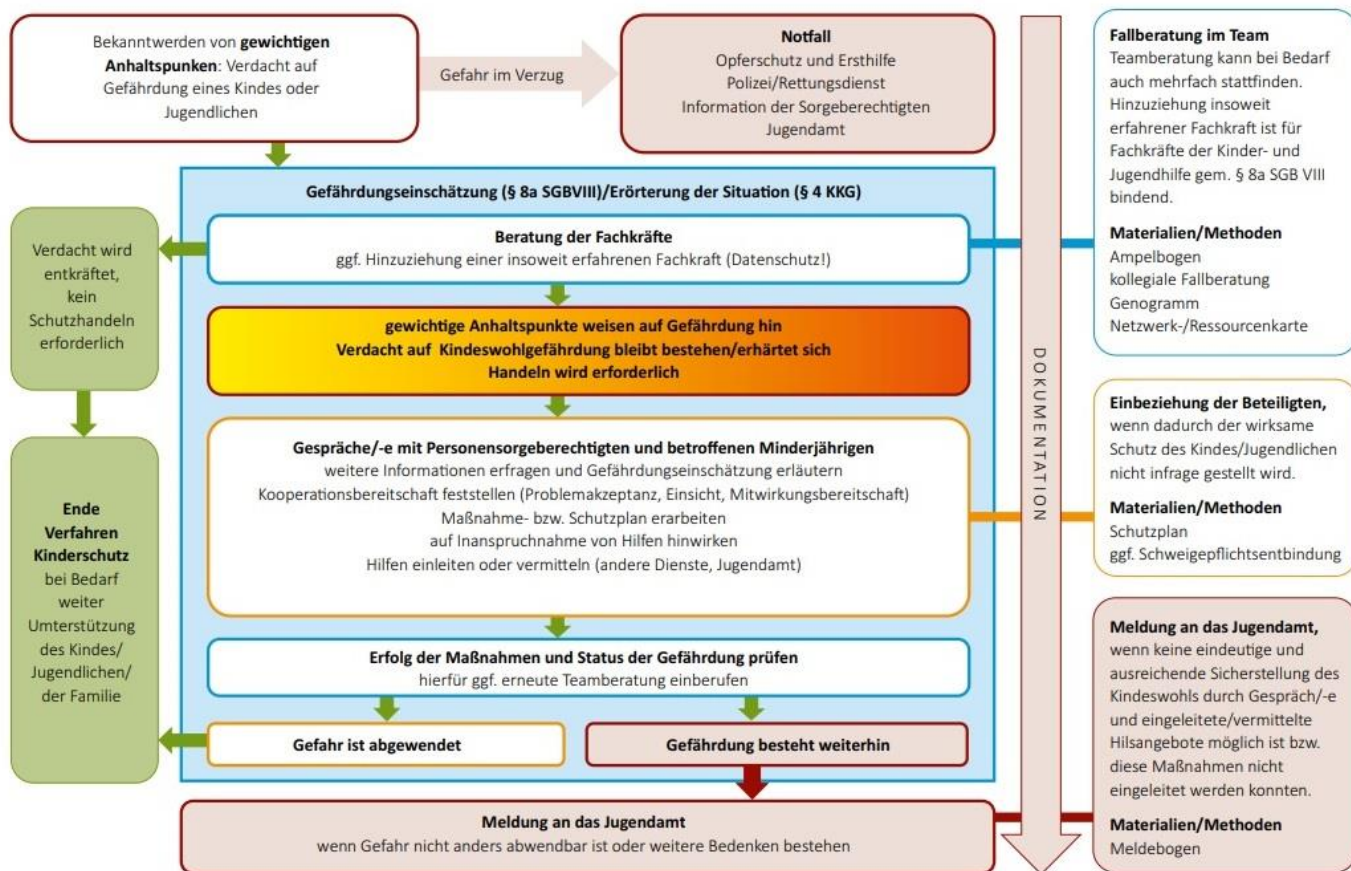 Bekanntwerden von gewichtigen
Anhaltspunken: Verdacht auf
Gefährdung eines Kindes oder
Jugendlichen
Gefahr im Verzug
Notfall
Opferschutz und Ersthilfe
Polizei/Rettungsdienst
Information der Sorgeberechtigten
Jugendamt
Gefährdungseinschätzung (§ 8a SGBVIII)/Erörterung der Situation (§ 4 KKG)
Beratung der Fachkräfte
ggf. Hinzuziehung einer insoweit erfahrenen Fachkraft (Datenschutz!)
Verdacht wird
entkräftet,
kein
Schutzhandeln
erforderlich
gewichtige Anhaltspunkte weisen auf Gefährdung hin
Verdacht auf Kindeswohlgefährdung bleibt bestehen/erhärtet sich
Handeln wird erforderlich
Gespräche/-e mit Personensorgeberechtigten und betroffenen Minderjährigen
weitere Informationen erfragen und Gefährdungseinschätzung erläutern
Kooperationsbereitschaft feststellen (Problemakzeptanz, Einsicht, Mitwirkungsbereitschaft)
Maßnahme- bzw. Schutzplan erarbeiten
auf Inanspruchnahme von Hilfen hinwirken
Hilfen einleiten oder vermitteln (andere Dienste, Jugendamt)
Ende
Verfahren
Kinderschutz
bei Bedarf
weiter
Umterstützung
des Kindes/
Jugendlichen/
der Familie
Erfolg der Maßnahmen und Status der Gefährdung prüfen
hierfür ggf. erneute Teamberatung einberufen
Gefahr ist abgewendet
Gefährdung besteht weiterhin
Meldung an das Jugendamt
wenn Gefahr nicht anders abwendbar ist oder weitere Bedenken bestehen
DOKUMENTATION
Fallberatung im Team
Teamberatung kann bei Bedarf
auch mehrfach stattfinden.
Hinzuziehung insoweit
erfahrener Fachkraft ist für
Fachkräfte der Kinder- und
Jugendhilfe gem. § 8a SGB VIII
bindend.
Materialien/Methoden
Ampelbogen
kollegiale Fallberatung
Genogramm
Netzwerk-/Ressourcenkarte
Einbeziehung der Beteiligten,
wenn dadurch der wirksame
Schutz des Kindes/Jugendlichen
nicht infrage gestellt wird.
Materialien/Methoden
Schutzplan
ggf. Schweigepflichtsentbindung
Meldung an das Jugendamt,
wenn keine eindeutige und
ausreichende Sicherstellung des
Kindeswohls durch Gespräch/-e
und eingeleitete/vermittelte
Hilsangebote möglich ist bzw.
diese Maßnahmen nicht
eingeleitet werden konnten.
Materialien/Methoden
Meldebogen